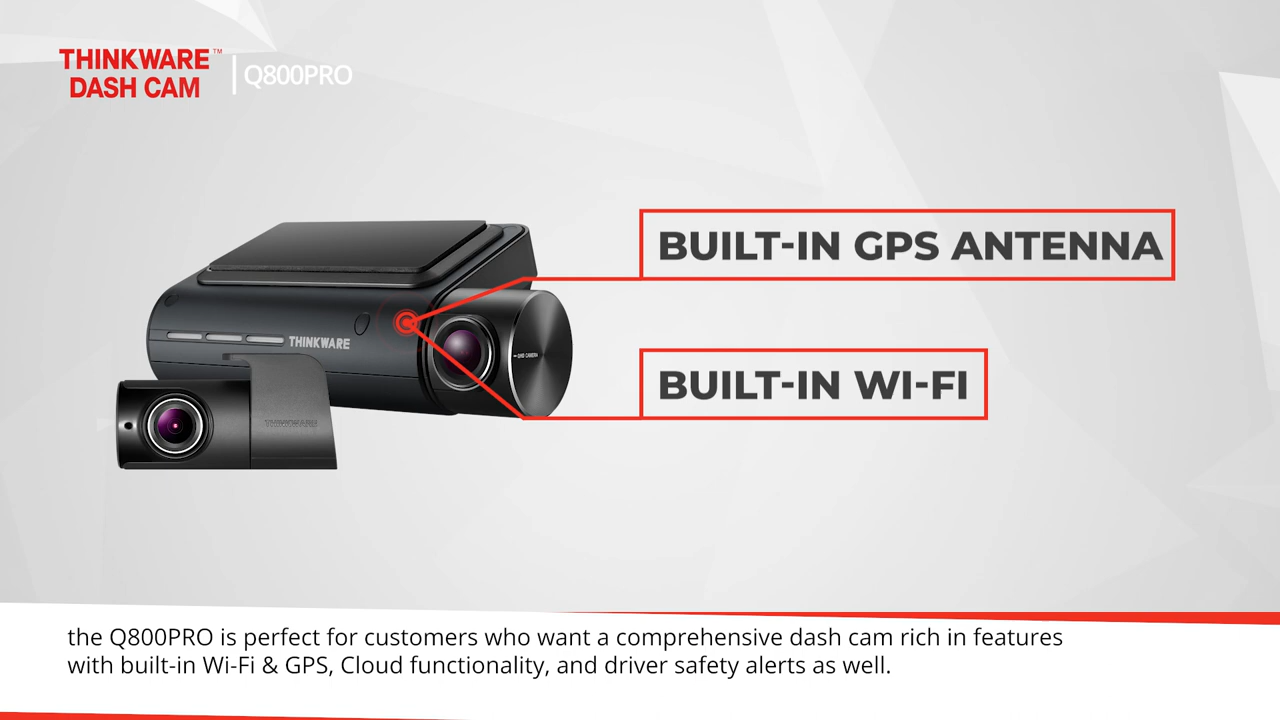 THINKWARE™
DASH CAM
Q800PRO
BUILT-IN GPS ANTENNA
THINKWARE
QHD CAMERA
BUILT-IN WI-FI
THINKWARE
the Q800PRO is perfect for customers who want a comprehensive dash cam rich in features
with built-in Wi-Fi & GPS, Cloud functionality, and driver safety alerts as well.